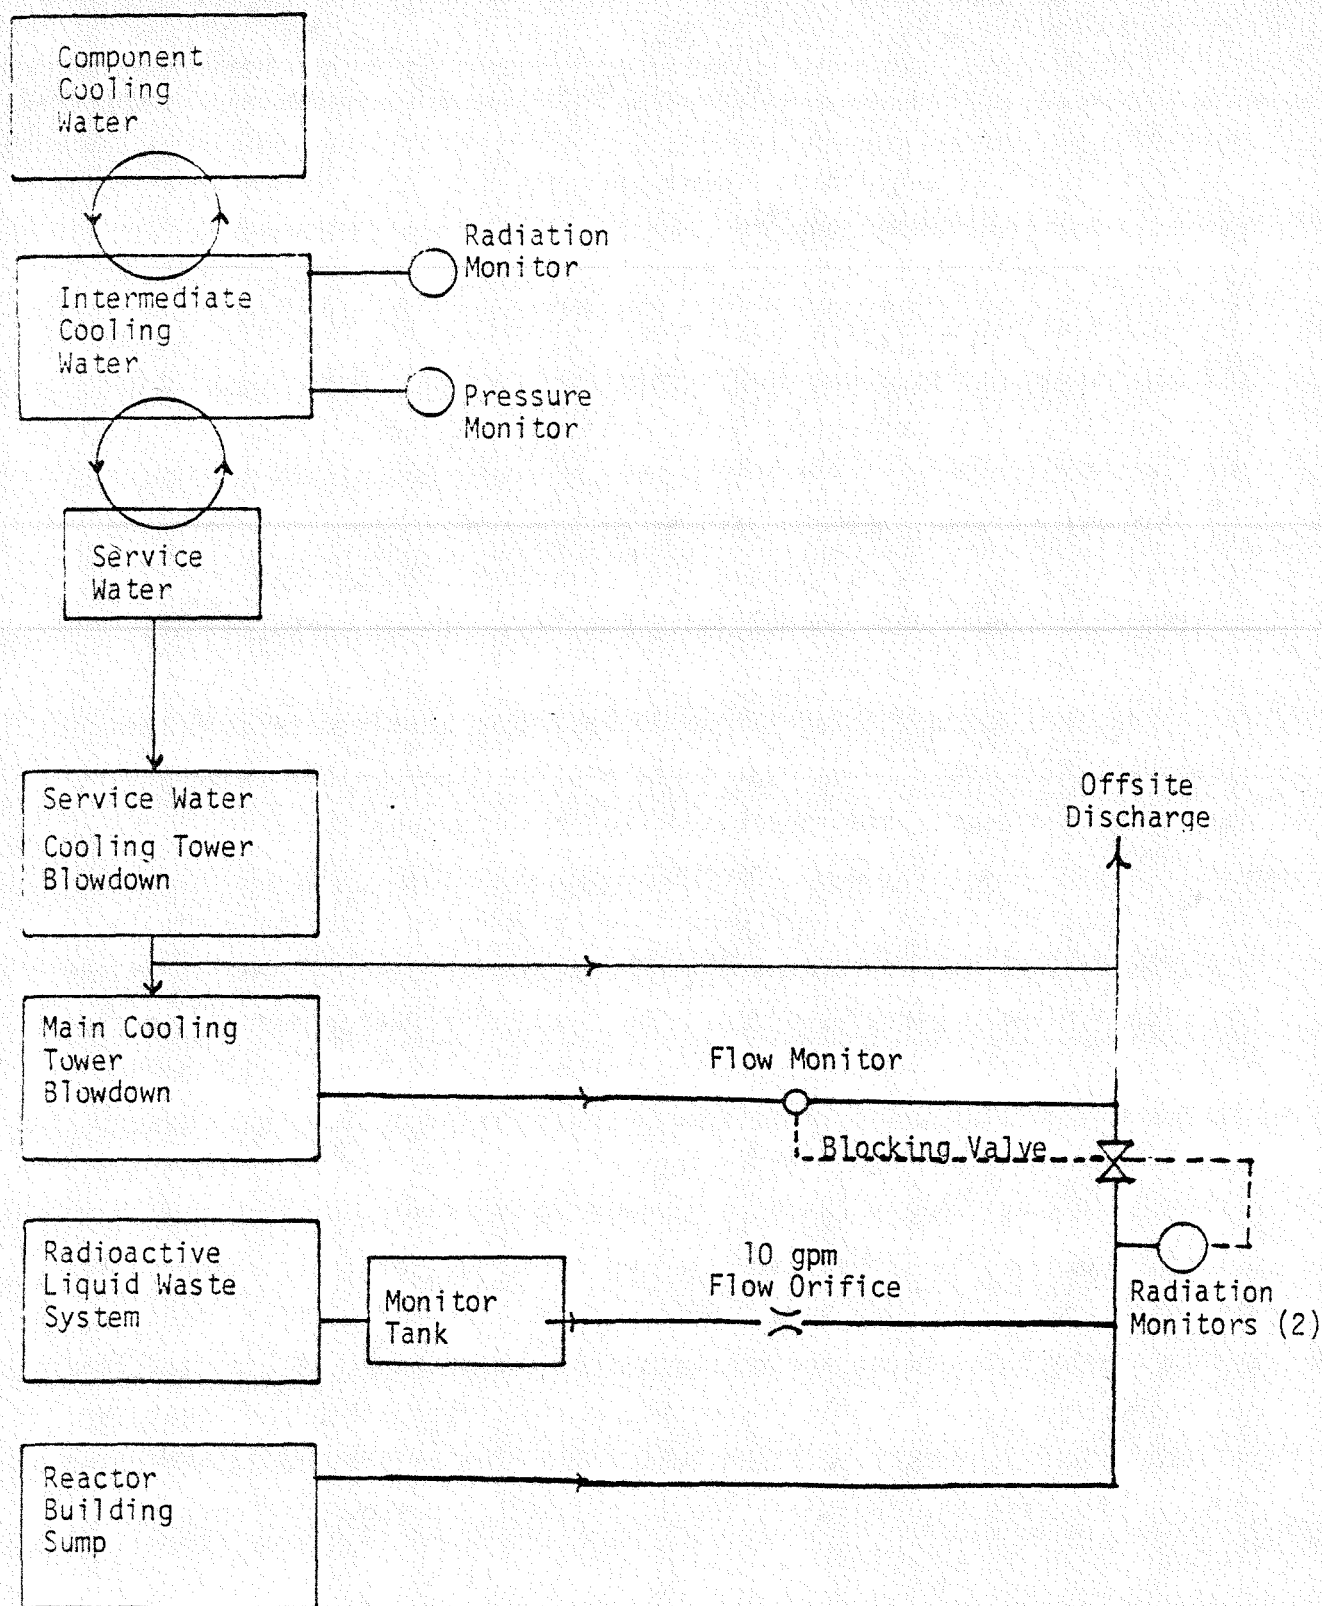 Component
Cooling
Water
Radiation
Monitor
Intermediate
Cooling
Water
Pressure
Monitor
Service
Water
Service Water
Cooling Tower
Blowdown
Offsite
Discharge
Main Cooling
Tower
Blowdown
Flow Monitor
Blocking Valve
Radioactive
Liquid Waste
System
Monitor
Tank
10 gpm
Flow Orifice
Radiation
Monitors (2)
Reactor
Building
Sump